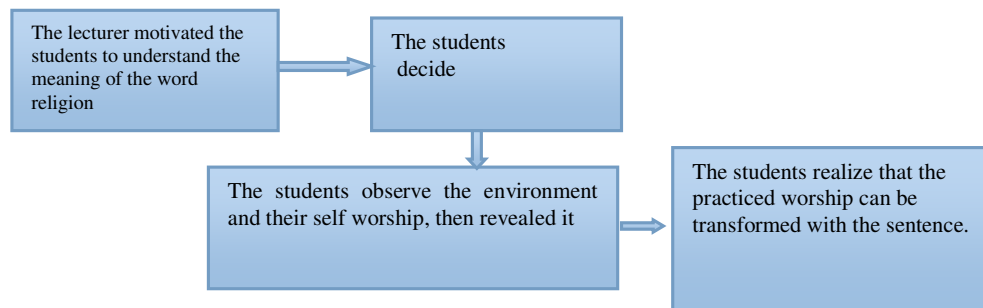 The lecturer motivated the
students to understand the
meaning of the word
religion
The students
decide
The students observe the environment
and their self worship, then revealed it
The students realize that the
practiced worship can be
transformed with the sentence.